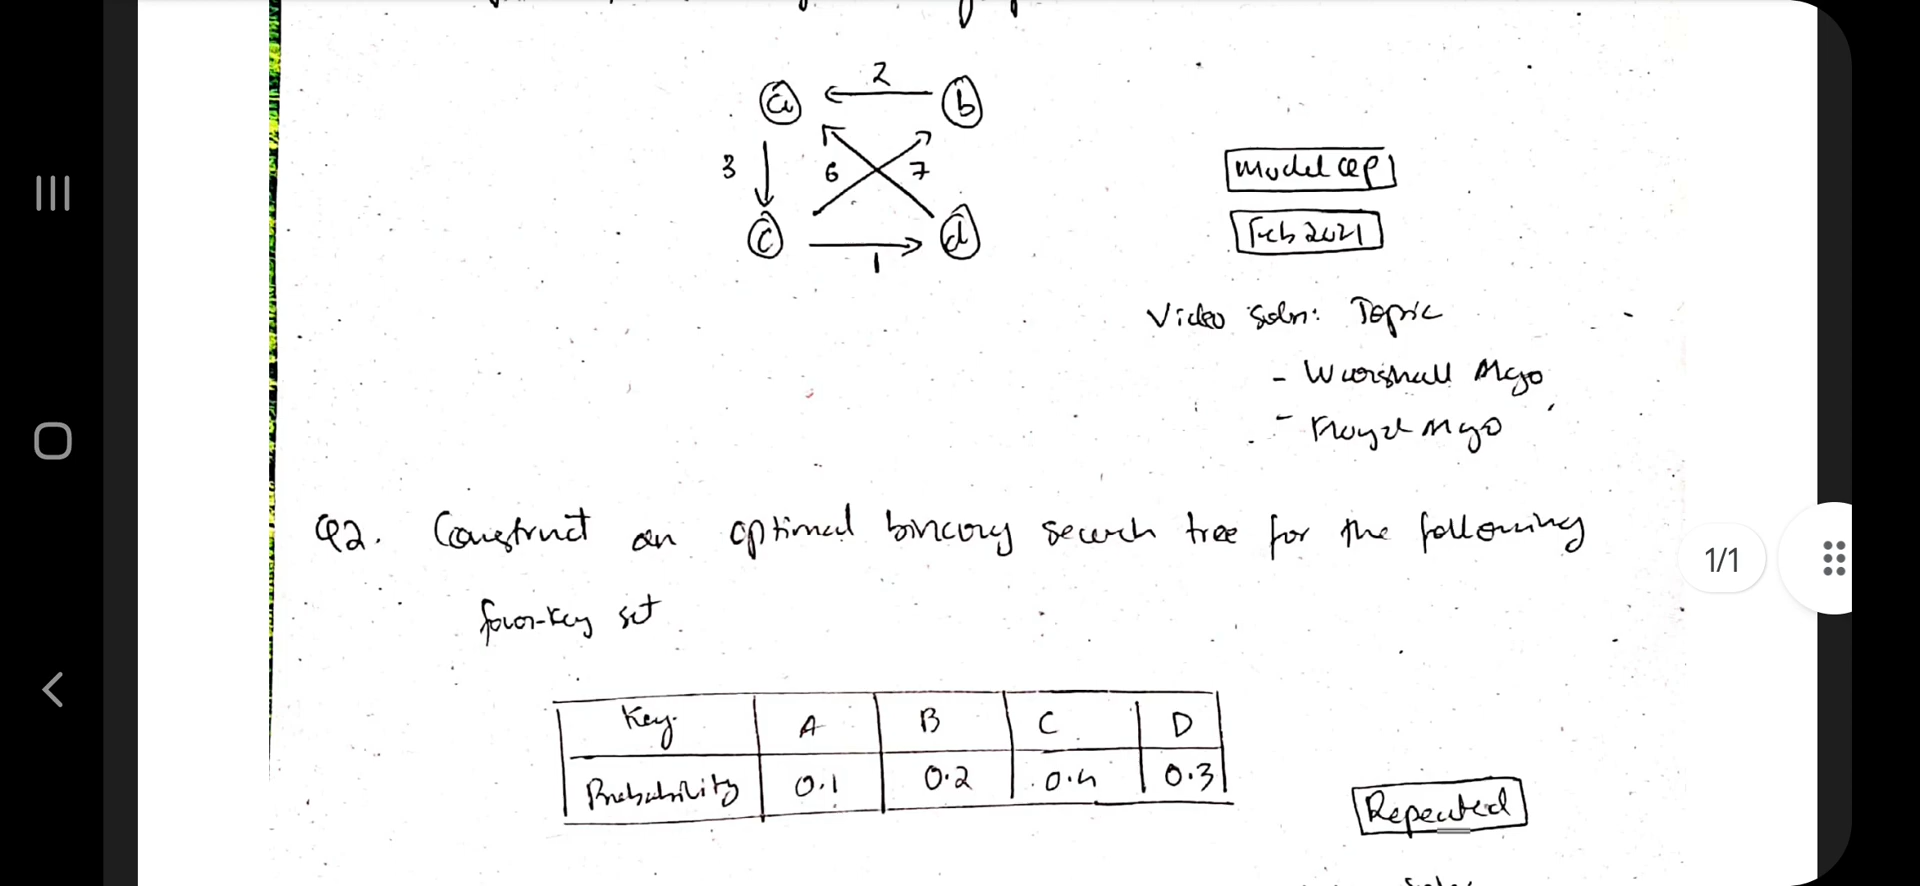 2
a
b
3
6
7
c
d
1
Model QP
Feb 2021
Video Soln: Topic
- Warshall Algo
- Floyd Algo
Q2. Construct an optimal binary search tree for the following
four-key set
Key A B C D
Probability 0.1 0.2 0.4 0.3
Repeated
1/1